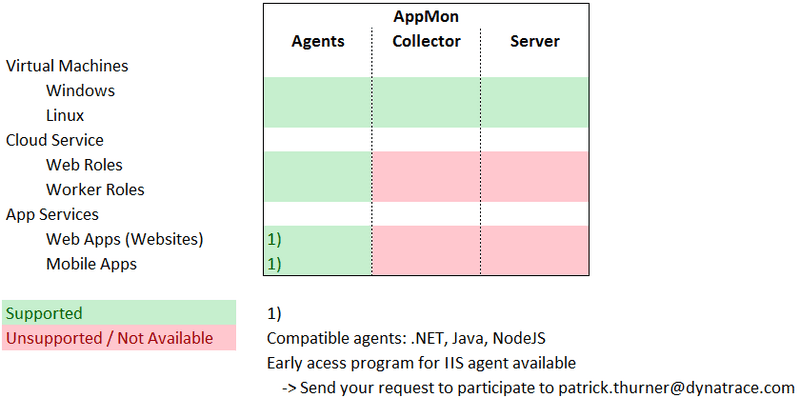 AppMon
Agents Collector Server
Virtual Machines
Windows
Linux
Cloud Service
Web Roles
Worker Roles
App Services
Web Apps (Websites) 1)
Mobile Apps 1)
Supported 1)
Unsupported / Not Available Compatible agents: .NET, Java, NodeJS
Early acess program for IIS agent available
-> Send your request to participate to patrick.thurner@dynatrace.com